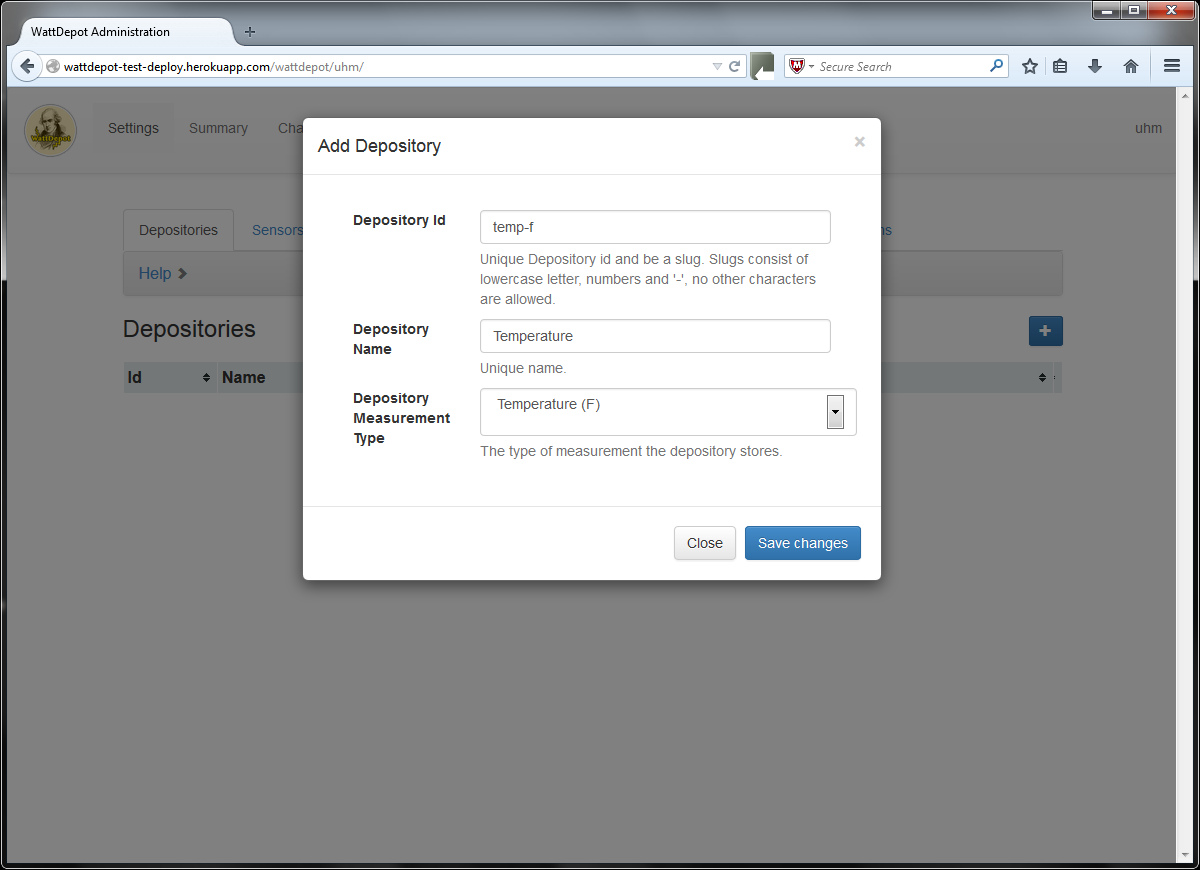 WattDepot Administration
wattdepot-test-deploy.herokuapp.com/wattdepot/uhm/
Secure Search
WattDepot
Settings
Summary
Cha
uhm
Add Depository
×
Depository Id
temp-f
Unique Depository id and be a slug. Slugs consist of
lowercase letter, numbers and '-', no other characters
are allowed.
Depository
Name
Temperature
Unique name.
Depository
Measurement
Type
Temperature (F)
The type of measurement the depository stores.
Close
Save changes
Depositories
Sensors
ns
Help
Depositories
+
Id
Name